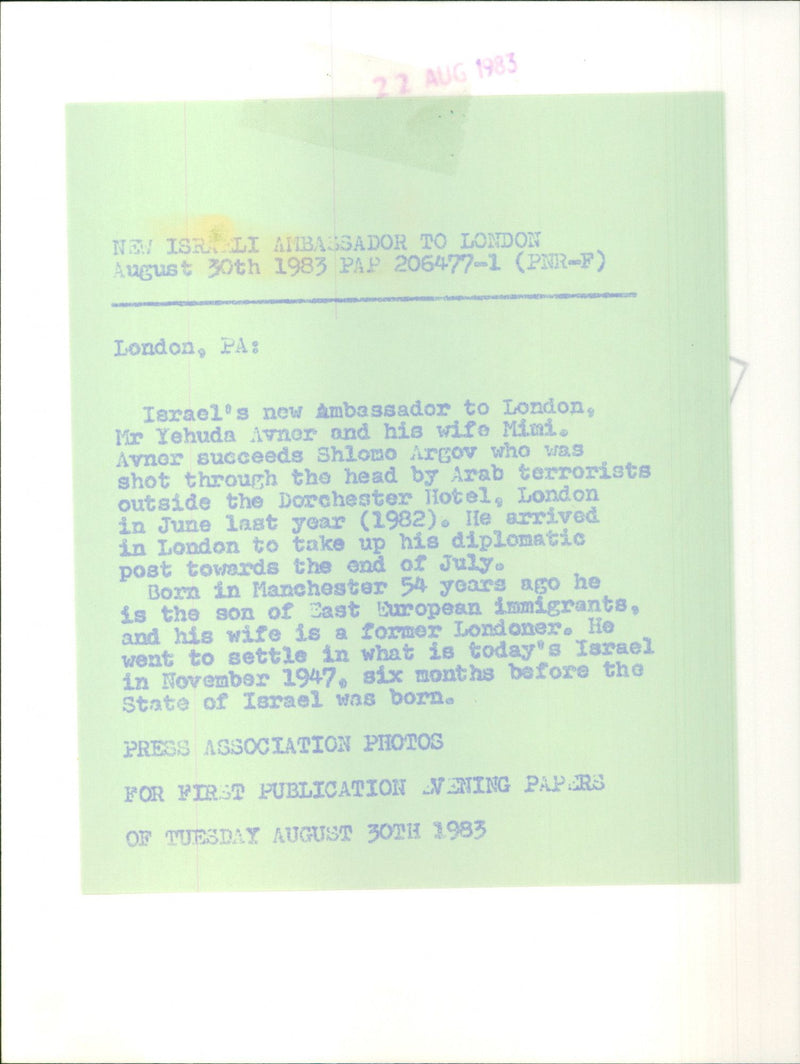 22 AUG 1983
NEW ISRAELI AMBASSADOR TO LONDON
August 30th 1983 PAP 206477-1 (PNR-F)
London, PA:
Israel's new Ambassador to London,
Mr Yehuda Avner and his wife Mimi.
Avner succeeds Shlomo Argov who was
shot through the head by Arab terrorists
outside the Dorchester Hotel, London
in June last year (1982). He arrived
in London to take up his diplomatic
post towards the end of July.
Born in Manchester 54 years ago he
is the son of East European immigrants,
and his wife is a former Londoner. He
went to settle in what is today's Israel
in November 1947, six months before the
State of Israel was born.
PRESS ASSOCIATION PHOTOS
FOR FIRST PUBLICATION EVENING PAPERS
OF TUESDAY AUGUST 30TH 1983